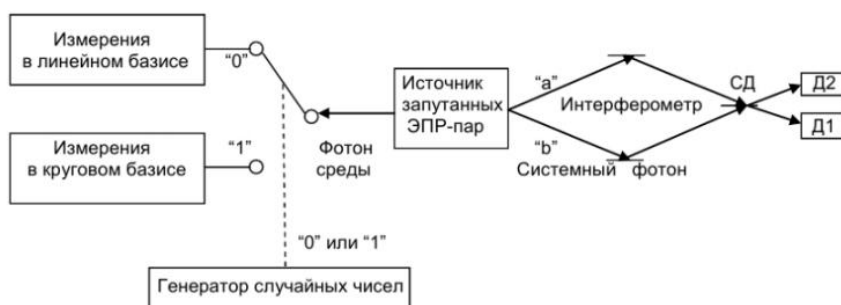 Измерения
в линейном базисе
“0”
Измерения
в круговом базисе
“1”
Фотон
среды
“0” или “1”
Генератор случайных чисел
Источник
запутанных
ЭПР-пар
“a”
Интерферометр
“b”
Системный фотон
СД
Д2
Д1